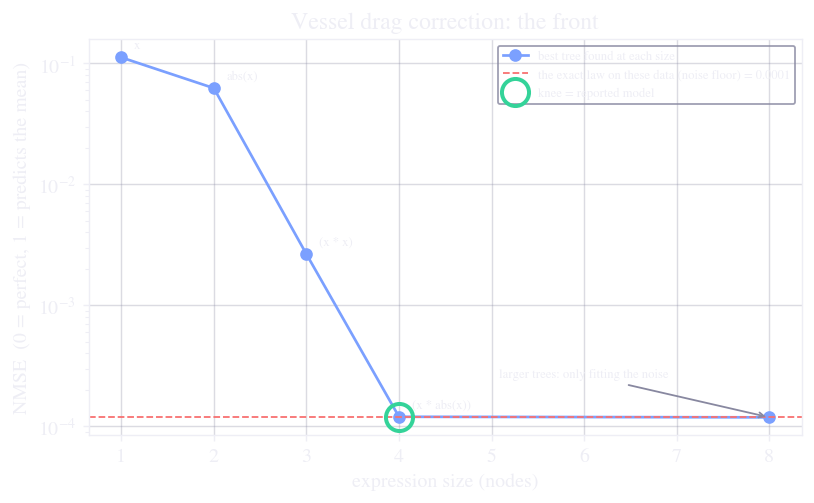 Vessel drag correction: the front
best tree found at each size
the exact law on these data (noise floor) = 0.0001
knee = reported model
x
abs(x)
(x * x)
(x * abs(x))
larger trees: only fitting the noise
NMSE (0 = perfect, 1 = predicts the mean)
10⁻¹
10⁻²
10⁻³
10⁻⁴
1 2 3 4 5 6 7 8
expression size (nodes)